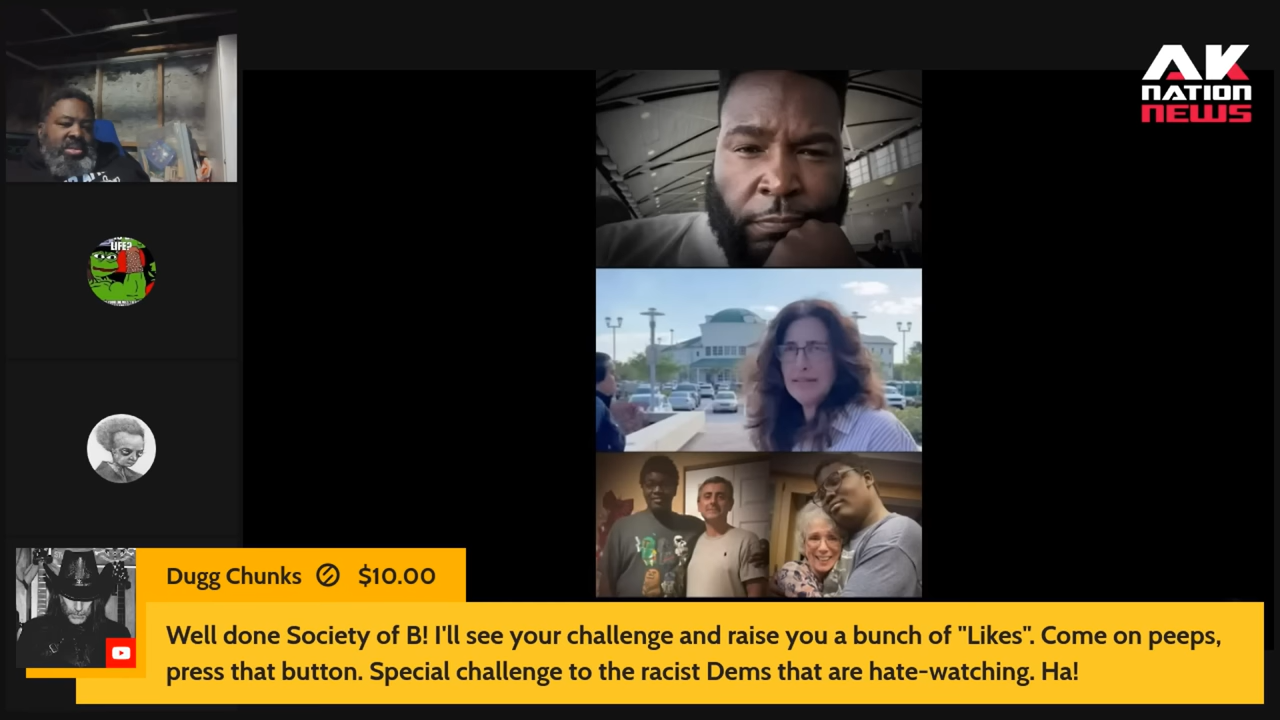 AK
NATION
NEWS
LIFE?
Dugg Chunks $10.00
Well done Society of B! I'll see your challenge and raise you a bunch of "Likes". Come on peeps,
press that button. Special challenge to the racist Dems that are hate-watching. Ha!